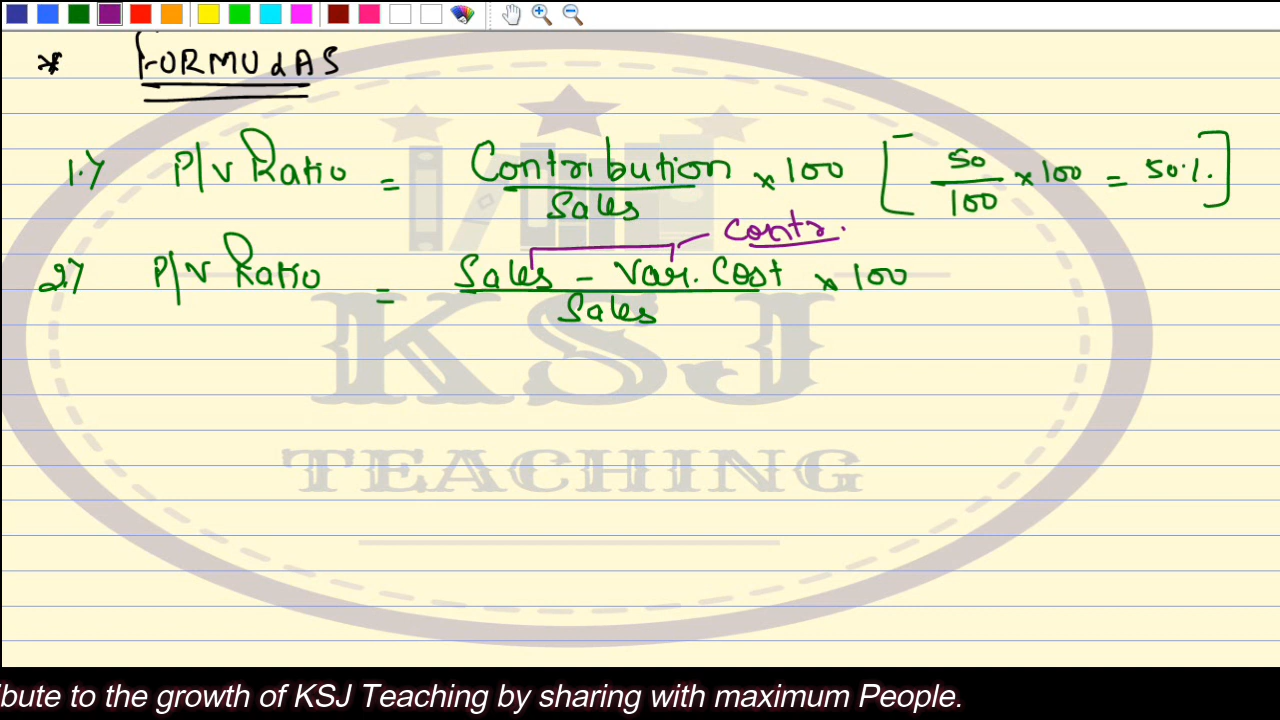 * FORMULAS
1.) P/V Ratio = Contribution / Sales × 100 [ 50 / 100 × 100 = 50%. ]
Contr.
2) P/V Ratio = Sales - Var. Cost / Sales × 100
KSJ
TEACHING
ibute to the growth of KSJ Teaching by sharing with maximum People.